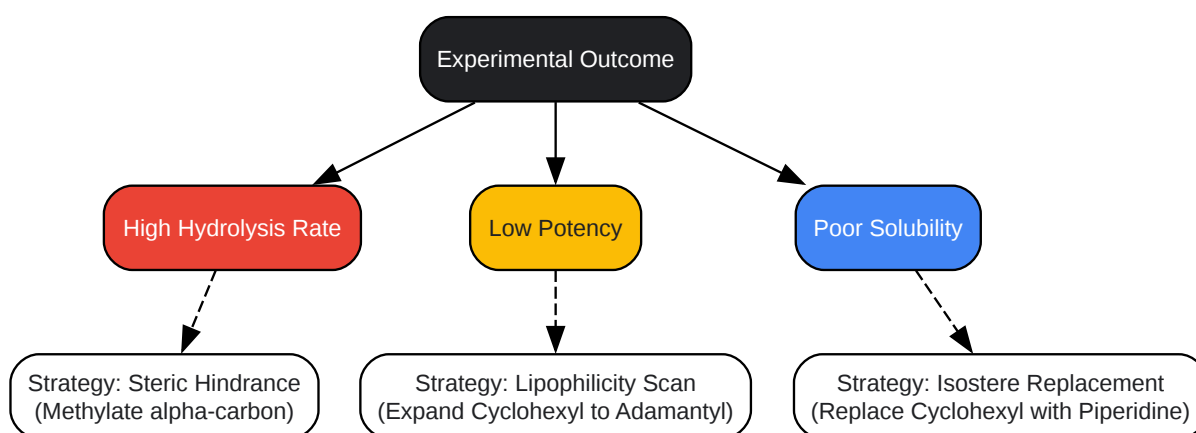 Experimental Outcome
High Hydrolysis Rate
Low Potency
Poor Solubility
Strategy: Steric Hindrance
(Methylate alpha-carbon)
Strategy: Lipophilicity Scan
(Expand Cyclohexyl to Adamantyl)
Strategy: Isostere Replacement
(Replace Cyclohexyl with Piperidine)